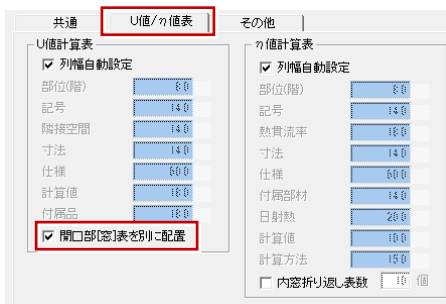 共通 U値/η値表 その他
U値計算表
☑ 列幅自動設定
部位(階) 80
記号 140
隣接空間 140
寸法 140
仕様 600
計算値 180
付属品 180
☑ 開口部[窓]表を別に配置
η値計算表
☑ 列幅自動設定
部位(階) 80
記号 140
熱貫流率 180
寸法 140
仕様 600
付属部材 140
日射熱 200
計算値 100
計算方法 150
☐ 内窓折り返し表数 10 個